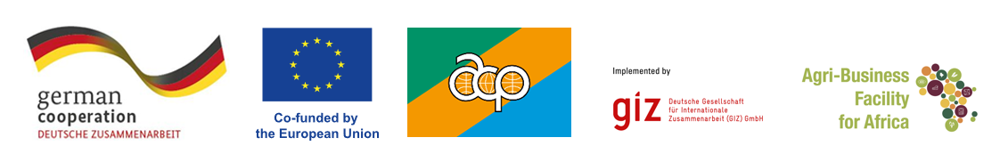 german
cooperation
DEUTSCHE ZUSAMMENARBEIT
Co-funded by
the European Union
acp
Implemented by
giz
Deutsche Gesellschaft
für Internationale
Zusammenarbeit (GIZ) GmbH
Agri-Business
Facility
for Africa